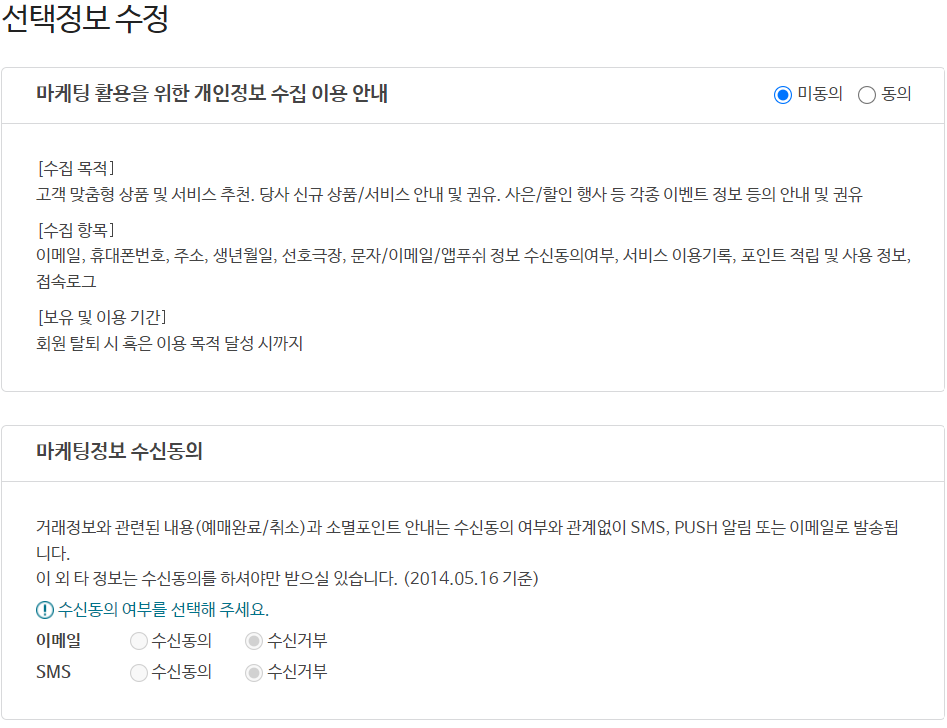 선택정보 수정
마케팅 활용을 위한 개인정보 수집 이용 안내 미동의 동의
[수집 목적]
고객 맞춤형 상품 및 서비스 추천. 당사 신규 상품/서비스 안내 및 권유. 사은/할인 행사 등 각종 이벤트 정보 등의 안내 및 권유
[수집 항목]
이메일, 휴대폰번호, 주소, 생년월일, 선호극장, 문자/이메일/앱푸쉬 정보 수신동의여부, 서비스 이용기록, 포인트 적립 및 사용 정보,
접속로그
[보유 및 이용 기간]
회원 탈퇴 시 혹은 이용 목적 달성 시까지
마케팅정보 수신동의
거래정보와 관련된 내용(예매완료/취소)과 소멸포인트 안내는 수신동의 여부와 관계없이 SMS, PUSH 알림 또는 이메일로 발송됩
니다.
이 외 타 정보는 수신동의를 하셔야만 받으실 있습니다. (2014.05.16 기준)
수신동의 여부를 선택해 주세요.
이메일 수신동의 수신거부
SMS 수신동의 수신거부